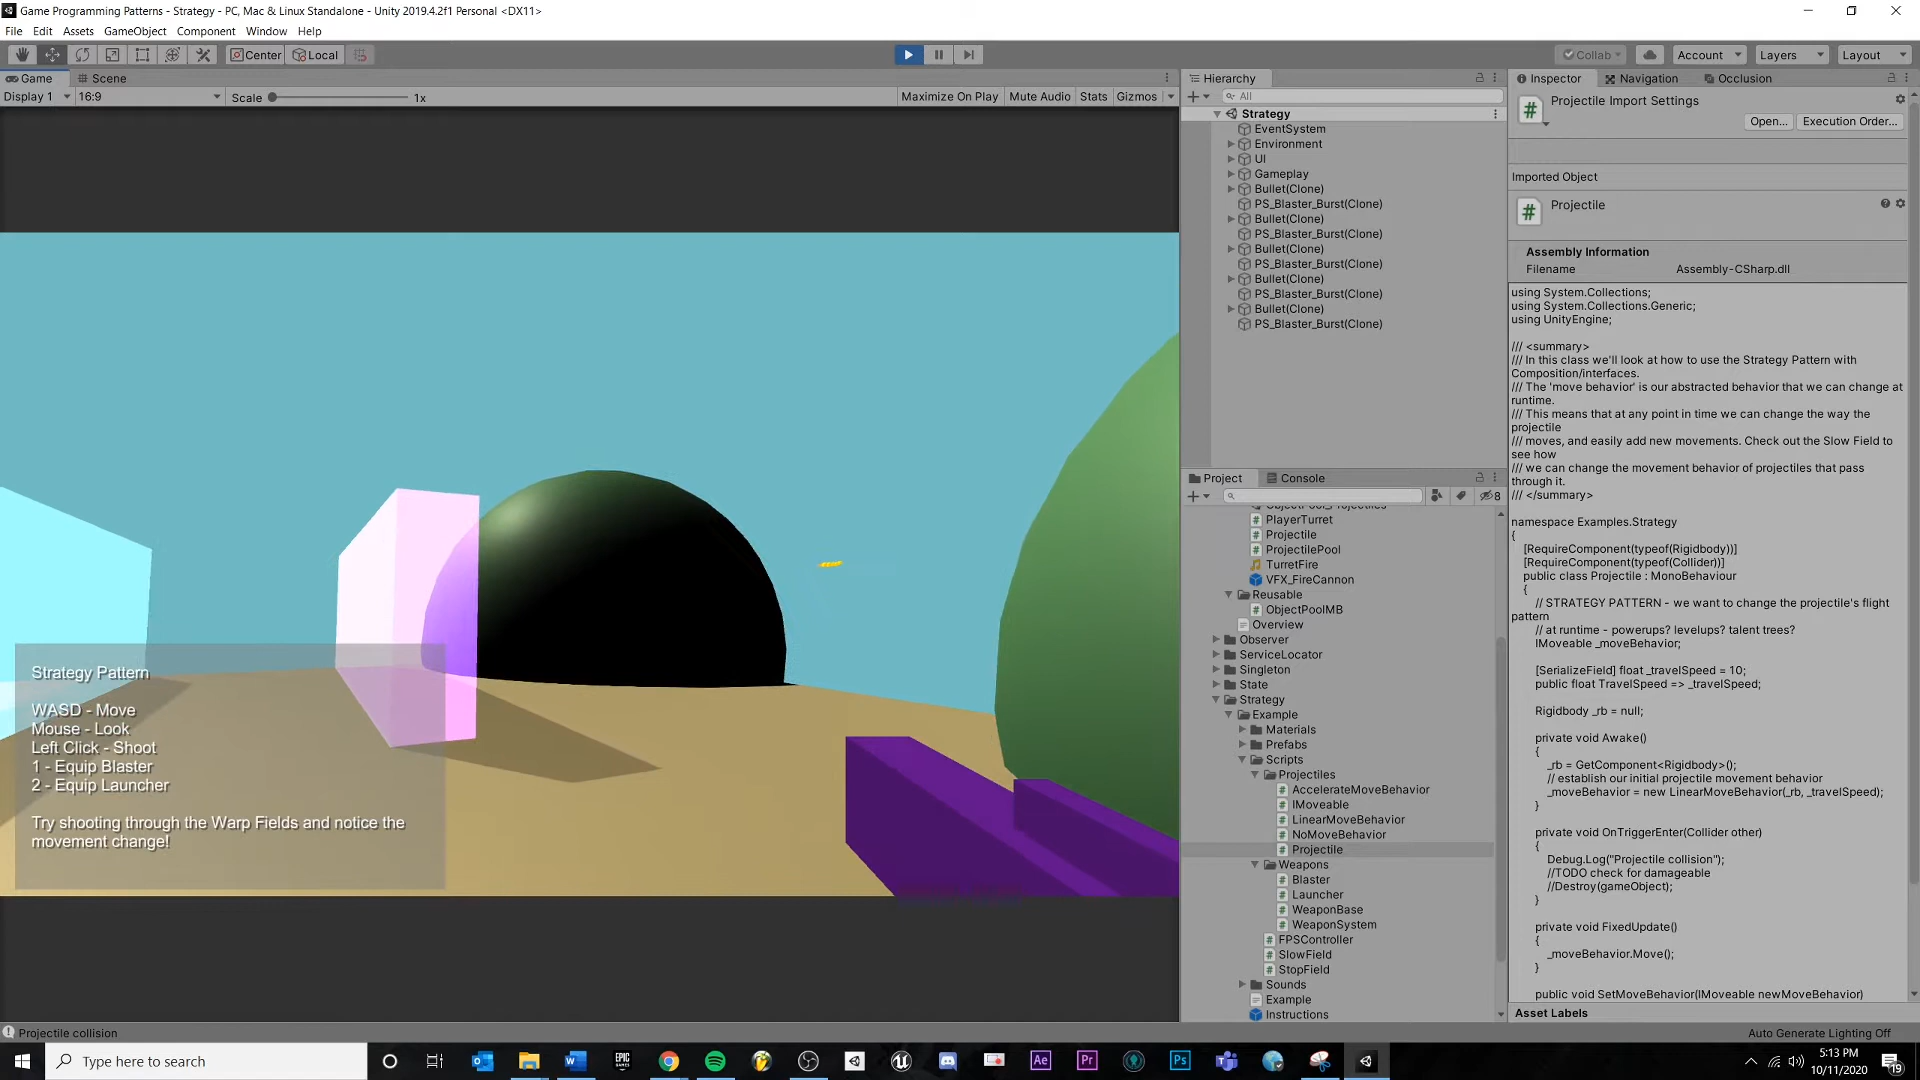 Game Programming Patterns - Strategy - PC, Mac & Linux Standalone - Unity 2019.4.2f1 Personal <DX11>
File Edit Assets GameObject Component Window Help
Center Local Collab Account Layers Layout
Game Scene
Display 1 16:9 Scale 1x Maximize On Play Mute Audio Stats Gizmos
Strategy Pattern
WASD - Move
Mouse - Look
Left Click - Shoot
1 - Equip Blaster
2 - Equip Launcher
Try shooting through the Warp Fields and notice the
movement change!
Hierarchy
All
Strategy
EventSystem
Environment
UI
Gameplay
Bullet(Clone)
PS_Blaster_Burst(Clone)
Bullet(Clone)
PS_Blaster_Burst(Clone)
Bullet(Clone)
PS_Blaster_Burst(Clone)
Bullet(Clone)
PS_Blaster_Burst(Clone)
Bullet(Clone)
PS_Blaster_Burst(Clone)
Project Console
8
ObjectPool_Projectiles
PlayerTurret
Projectile
ProjectilePool
TurretFire
VFX_FireCannon
Reusable
ObjectPoolMB
Overview
Observer
ServiceLocator
Singleton
State
Strategy
Example
Materials
Prefabs
Scripts
Projectiles
AccelerateMoveBehavior
IMoveable
LinearMoveBehavior
NoMoveBehavior
Projectile
Weapons
Blaster
Launcher
WeaponBase
WeaponSystem
FPSController
SlowField
StopField
Sounds
Example
Instructions
Inspector Navigation Occlusion
Projectile Import Settings
Open... Execution Order...
Imported Object
Projectile
Assembly Information
Filename Assembly-CSharp.dll
using System.Collections;
using System.Collections.Generic;
using UnityEngine;
/// <summary>
/// In this class we'll look at how to use the Strategy Pattern with
Composition/interfaces.
/// The 'move behavior' is our abstracted behavior that we can change at
runtime.
/// This means that at any point in time we can change the way the
projectile
/// moves, and easily add new movements. Check out the Slow Field to
see how
/// we can change the movement behavior of projectiles that pass
through it.
/// </summary>
namespace Examples.Strategy
{
[RequireComponent(typeof(Rigidbody))]
[RequireComponent(typeof(Collider))]
public class Projectile : MonoBehaviour
{
// STRATEGY PATTERN - we want to change the projectile's flight
pattern
// at runtime - powerups? levelups? talent trees?
IMoveable _moveBehavior;
[SerializeField] float _travelSpeed = 10;
public float TravelSpeed => _travelSpeed;
Rigidbody _rb = null;
private void Awake()
{
_rb = GetComponent<Rigidbody>();
// establish our initial projectile movement behavior
_moveBehavior = new LinearMoveBehavior(_rb, _travelSpeed);
}
private void OnTriggerEnter(Collider other)
{
Debug.Log("Projectile collision");
//TODO check for damageable
//Destroy(gameObject);
}
private void FixedUpdate()
{
_moveBehavior.Move();
}
public void SetMoveBehavior(IMoveable newMoveBehavior)
Asset Labels
Projectile collision
Auto Generate Lighting Off
Type here to search
EPIC GAMES
Ae Pr Ps
5:13 PM
10/11/2020
19